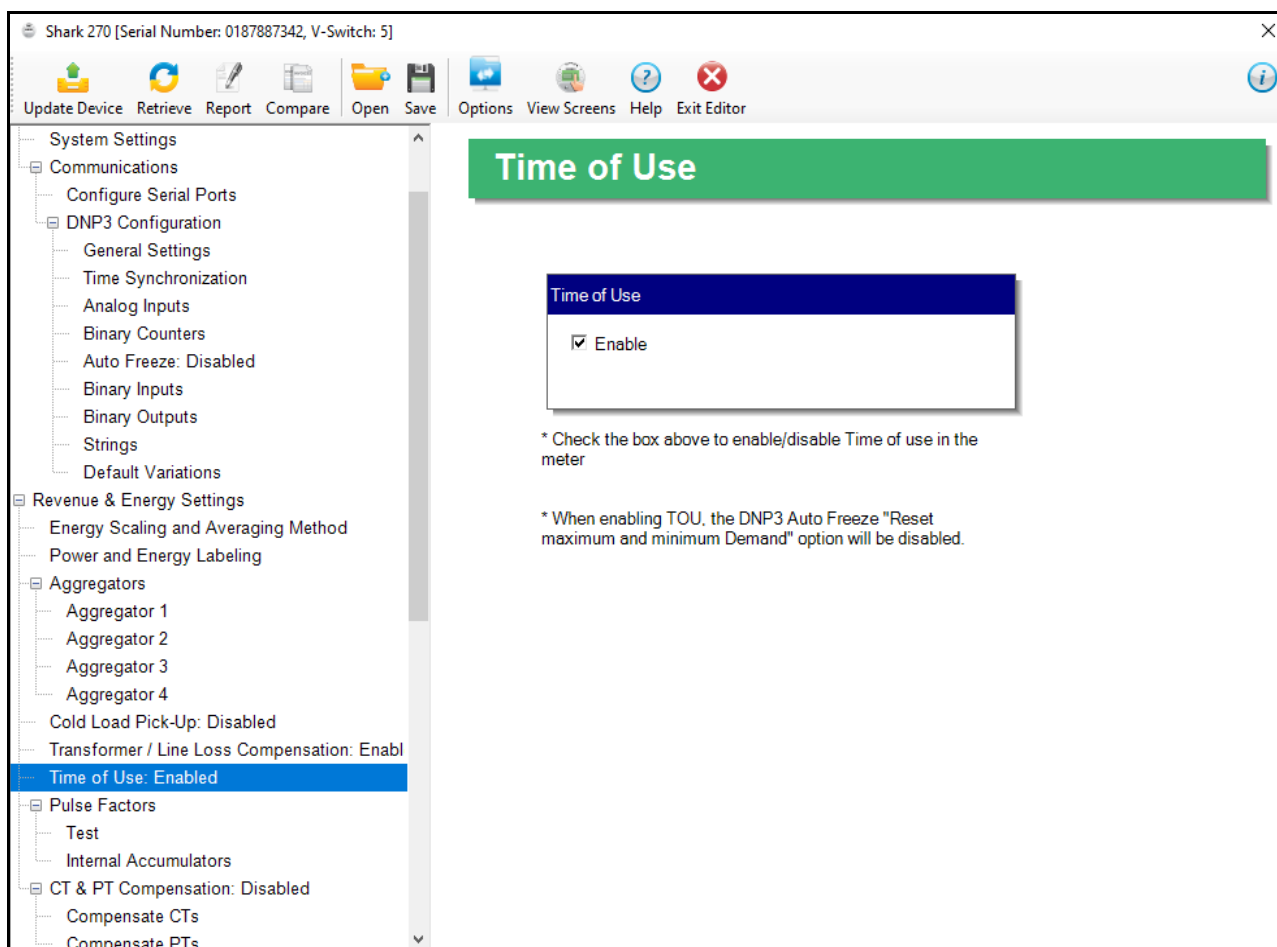 Shark 270 [Serial Number: 0187887342, V-Switch: 5]
Update Device Retrieve Report Compare Open Save Options View Screens Help Exit Editor
System Settings
Communications
Configure Serial Ports
DNP3 Configuration
General Settings
Time Synchronization
Analog Inputs
Binary Counters
Auto Freeze: Disabled
Binary Inputs
Binary Outputs
Strings
Default Variations
Revenue & Energy Settings
Energy Scaling and Averaging Method
Power and Energy Labeling
Aggregators
Aggregator 1
Aggregator 2
Aggregator 3
Aggregator 4
Cold Load Pick-Up: Disabled
Transformer / Line Loss Compensation: Enabl
Time of Use: Enabled
Pulse Factors
Test
Internal Accumulators
CT & PT Compensation: Disabled
Compensate CTs
Compensate PTs
Time of Use
Time of Use
Enable
* Check the box above to enable/disable Time of use in the
meter
* When enabling TOU, the DNP3 Auto Freeze "Reset
maximum and minimum Demand" option will be disabled.